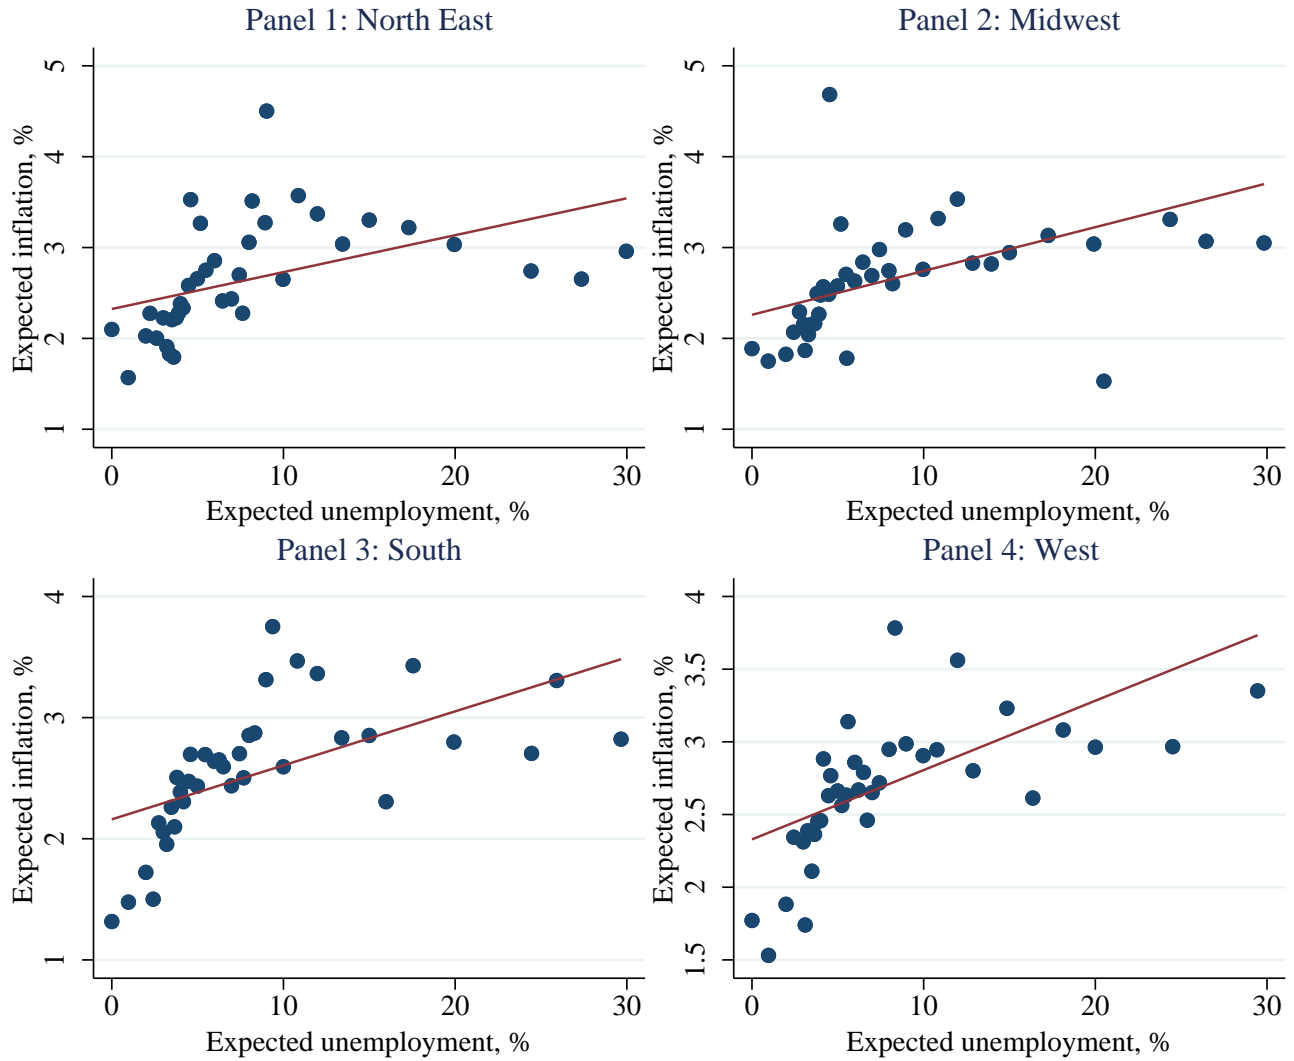 Panel 1: North East
Expected inflation, %
5
4
3
2
1
0 10 20 30
Expected unemployment, %
Panel 2: Midwest
Expected inflation, %
5
4
3
2
1
0 10 20 30
Expected unemployment, %
Panel 3: South
Expected inflation, %
4
3
2
1
0 10 20 30
Expected unemployment, %
Panel 4: West
Expected inflation, %
4
3.5
3
2.5
2
1.5
0 10 20 30
Expected unemployment, %